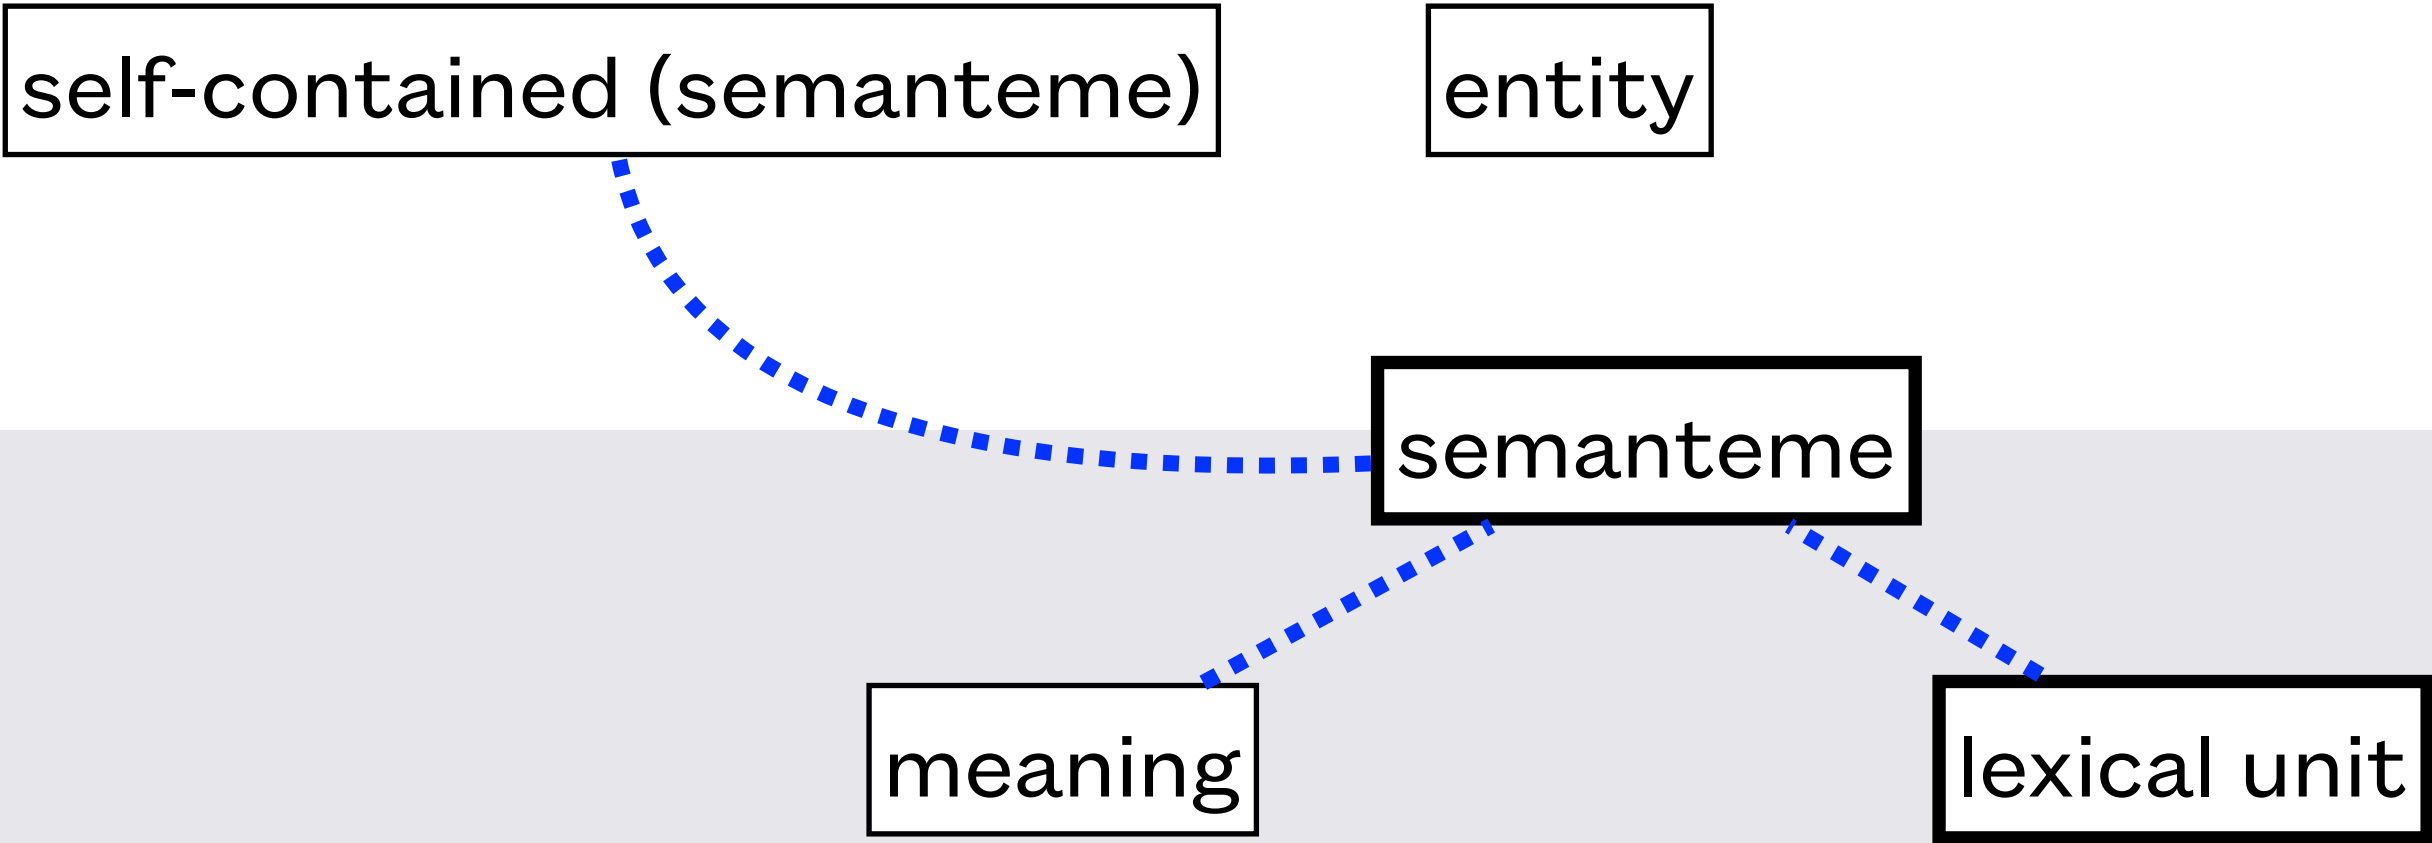 self-contained (semanteme)
entity
semanteme
meaning
lexical unit